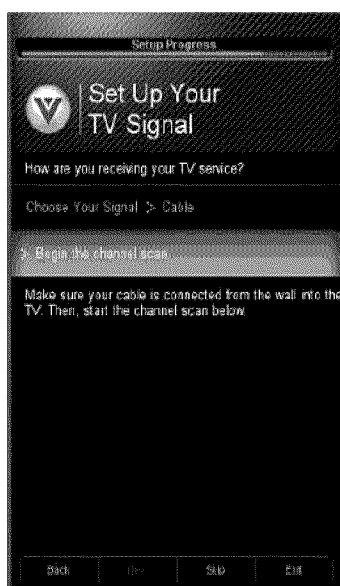 Setup Progress
V
Set Up Your
TV Signal
How are you receiving your TV service?
Choose Your Signal > Cable
> Begin the channel scan
Make sure your cable is connected from the wall into the
TV. Then, start the channel scan below
Back
Skip
Exit